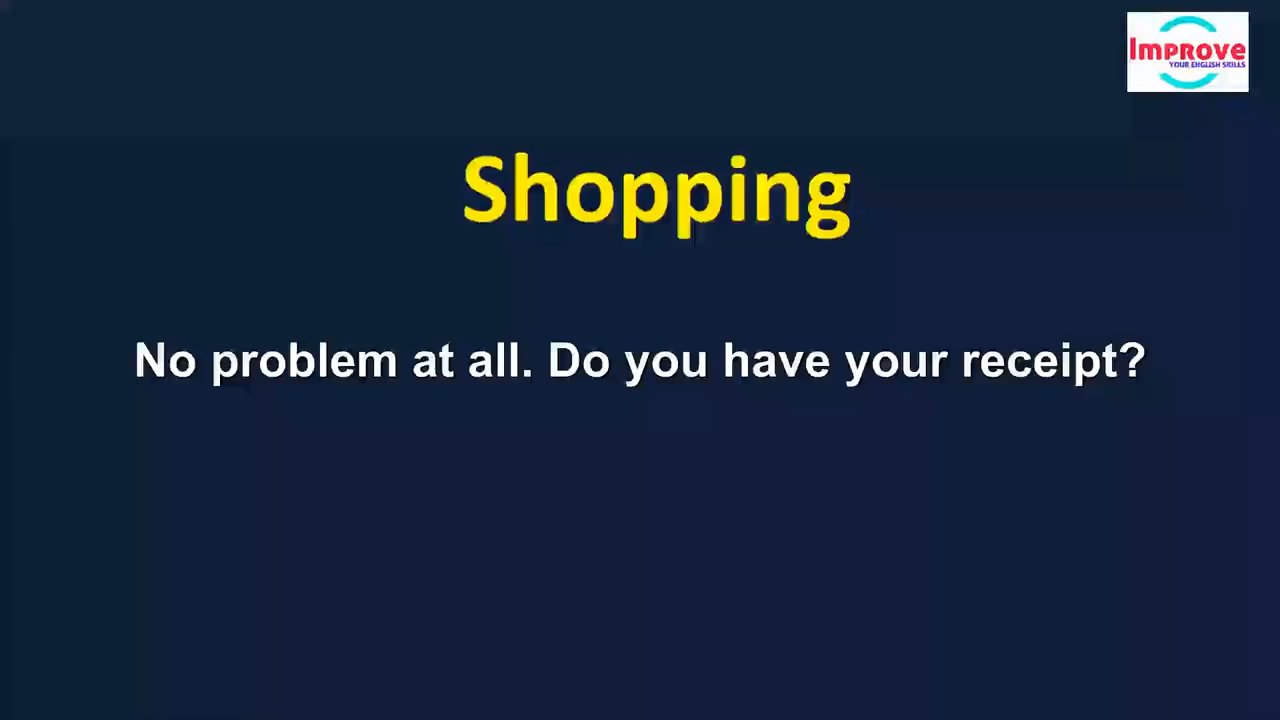 Improve
YOUR ENGLISH SKILLS
Shopping
No problem at all. Do you have your receipt?